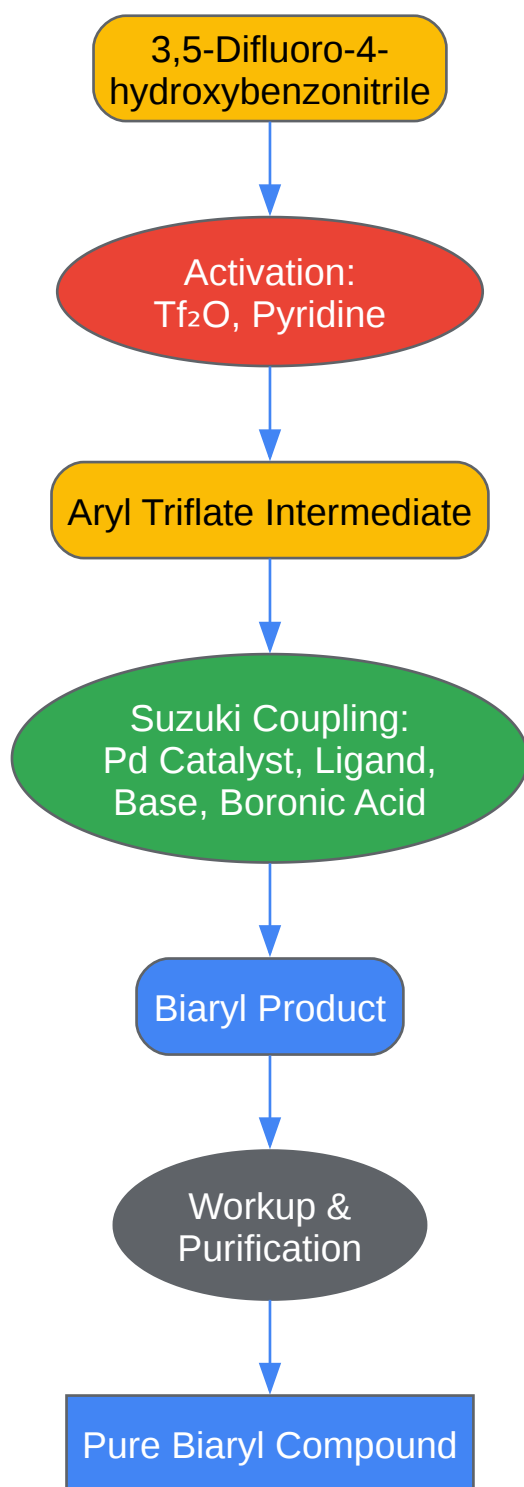 3,5-Difluoro-4-
hydroxybenzonitrile
Activation:
Tf₂O, Pyridine
Aryl Triflate Intermediate
Suzuki Coupling:
Pd Catalyst, Ligand,
Base, Boronic Acid
Biaryl Product
Workup &
Purification
Pure Biaryl Compound